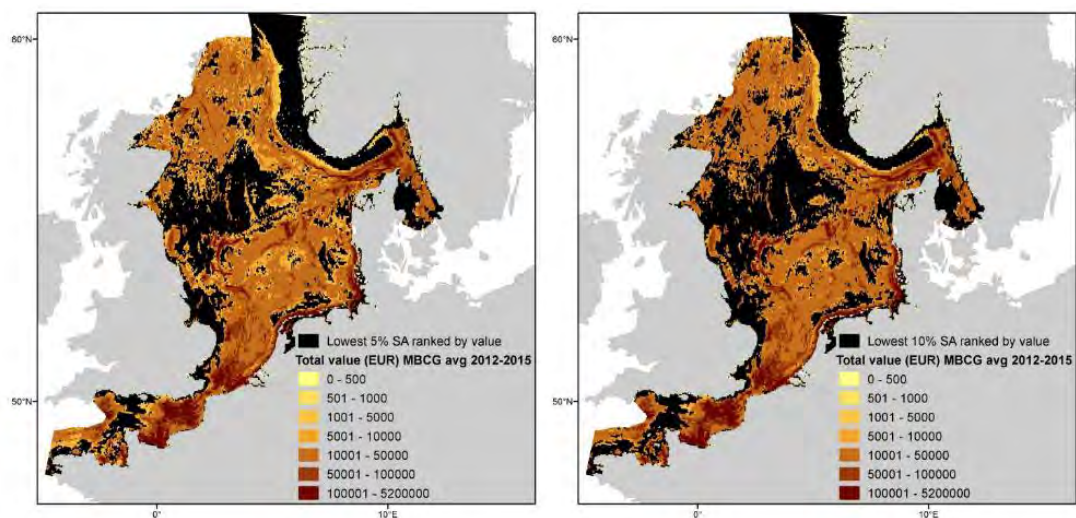 60°N
50°N
0°
10°E
Lowest 5% SA ranked by value
Total value (EUR) MBCG avg 2012-2015
0 - 500
501 - 1000
1001 - 5000
5001 - 10000
10001 - 50000
50001 - 100000
100001 - 5200000
60°N
50°N
0°
10°E
Lowest 10% SA ranked by value
Total value (EUR) MBCG avg 2012-2015
0 - 500
501 - 1000
1001 - 5000
5001 - 10000
10001 - 50000
50001 - 100000
100001 - 5200000